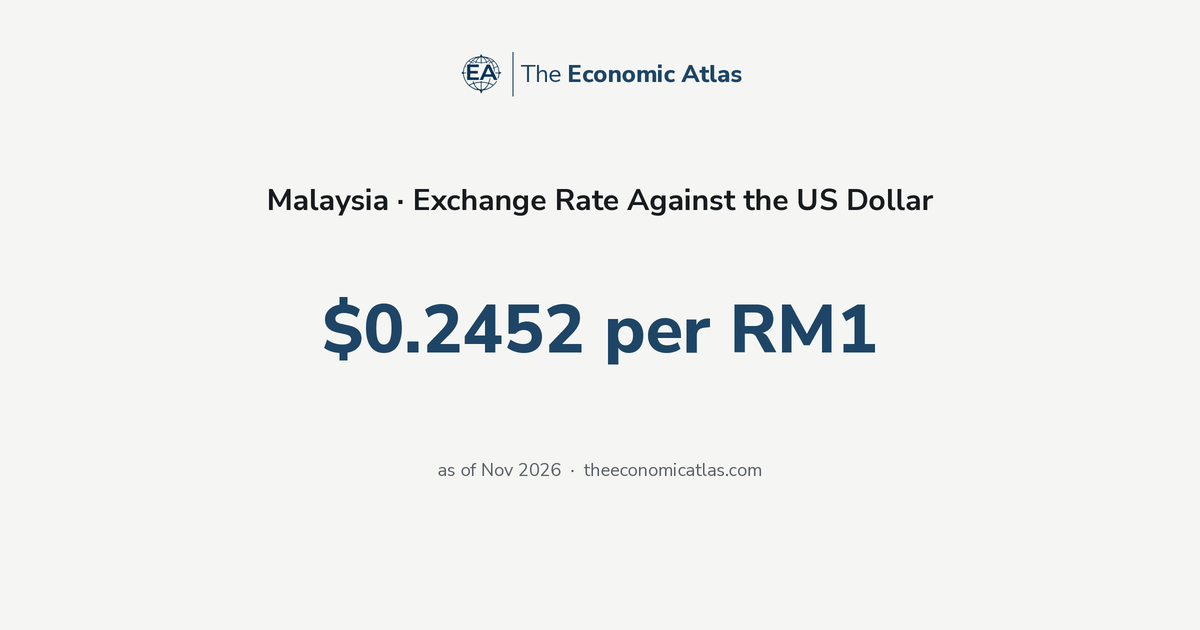 EA The Economic Atlas
Malaysia · Exchange Rate Against the US Dollar
$0.2452 per RM1
as of Nov 2026 · theeconomicatlas.com